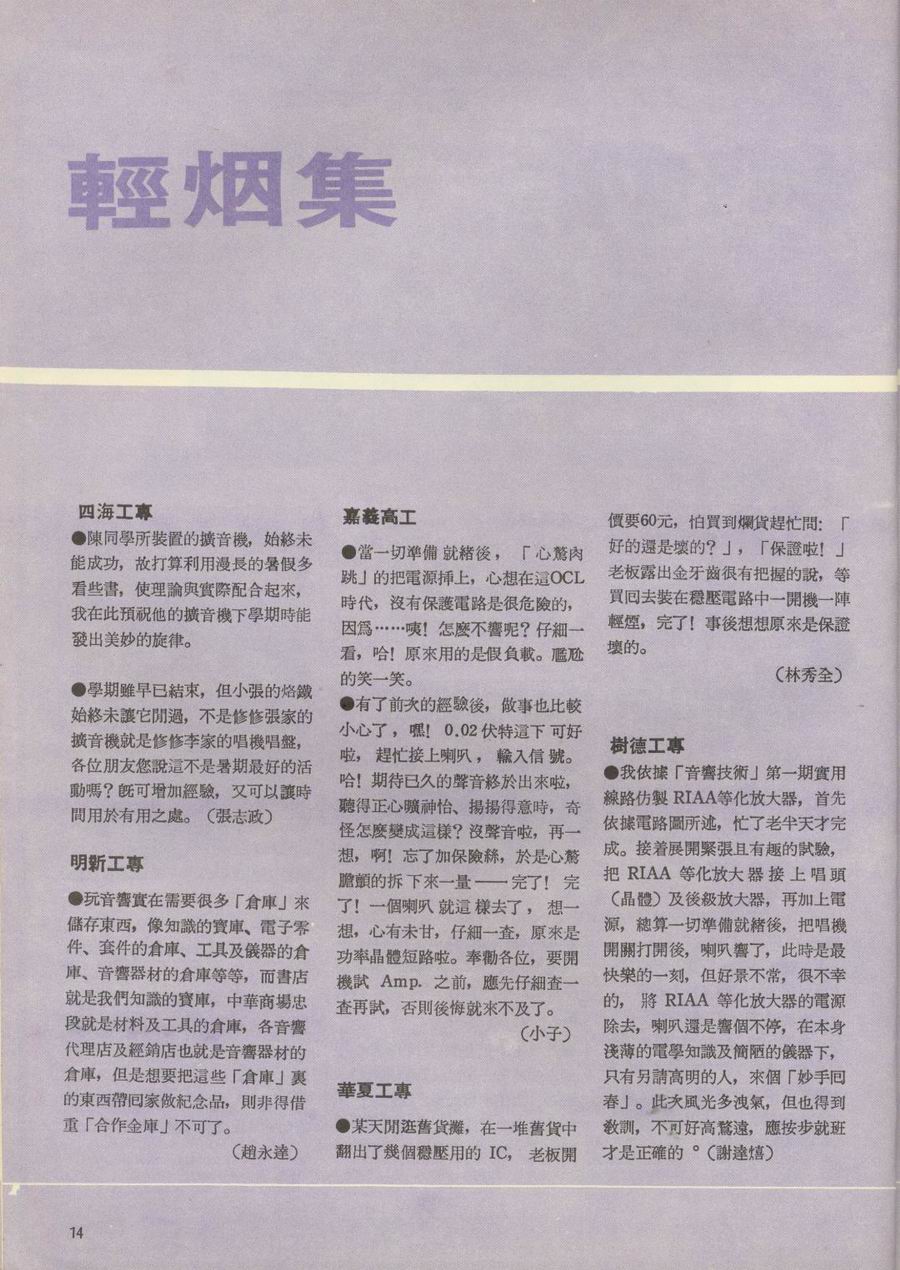 輕烟集
四海工專
●陳同學所裝置的擴音機，始終未
能成功，故打算利用漫長的暑假多
看些書，使理論與實際配合起來，
我在此預祝他的擴音機下學期時能
發出美妙的旋律。
●學期雖早已結束，但小張的烙鐵
始終未讓它閒過，不是修修張家的
擴音機就是修修李家的唱機唱盤，
各位朋友您說這不是暑期最好的活
動嗎？旣可增加經驗，又可以讓時
間用於有用之處。（張志政）
明新工專
●玩音響實在需要很多「倉庫」來
儲存東西，像知識的寶庫、電子零
件、套件的倉庫、工具及儀器的倉
庫、音響器材的倉庫等等，而書店
就是我們知識的寶庫，中華商場忠
段就是材料及工具的倉庫，各音響
代理店及經銷店也就是音響器材的
倉庫，但是想要把這些「倉庫」裏
的東西帶回家做紀念品，則非得借
重「合作金庫」不可了。
（趙永達）
嘉義高工
●當一切準備就緒後，「心驚肉
跳」的把電源揷上，心想在這OCL
時代，沒有保護電路是很危險的，
因爲……咦！怎麼不響呢？仔細一
看，哈！原來用的是假負載。尷尬
的笑一笑。
●有了前次的經驗後，做事也比較
小心了，嘿！0.02伏特這下可好
啦，趕忙接上喇叭，輸入信號。
哈！期待已久的聲音終於出來啦，
聽得正心曠神怡、揚揚得意時，奇
怪怎麼變成這樣？沒聲音啦，再一
想，啊！忘了加保險絲，於是心驚
膽顫的拆下來一量——完了！完
了！一個喇叭就這樣去了，想一
想，心有未甘，仔細一查，原來是
功率晶體短路啦。奉勸各位，要開
機試 Amp. 之前，應先仔細查一
查再試，否則後悔就來不及了。
（小子）
華夏工專
●某天閒逛舊貨攤，在一堆舊貨中
翻出了幾個穩壓用的 IC，老板開
價要60元，怕買到爛貨趕忙問：「
好的還是壞的？」，「保證啦！」
老板露出金牙齒很有把握的說，等
買回去裝在穩壓電路中一開機一陣
輕煙，完了！事後想想原來是保證
壞的。
（林秀全）
樹德工專
●我依據「音響技術」第一期實用
線路仿製 RIAA等化放大器，首先
依據電路圖所述，忙了老半天才完
成。接着展開緊張且有趣的試驗，
把 RIAA 等化放大器接上唱頭
（晶體）及後級放大器，再加上電
源，總算一切準備就緒後，把唱機
開關打開後，喇叭響了，此時是最
快樂的一刻，但好景不常，很不幸
的，將 RIAA 等化放大器的電源
除去，喇叭還是響個不停，在本身
淺薄的電學知識及簡陋的儀器下，
只有另請高明的人，來個「妙手回
春」。此次風光多洩氣，但也得到
敎訓，不可好高騖遠，應按步就班
才是正確的。（謝達熺）
14